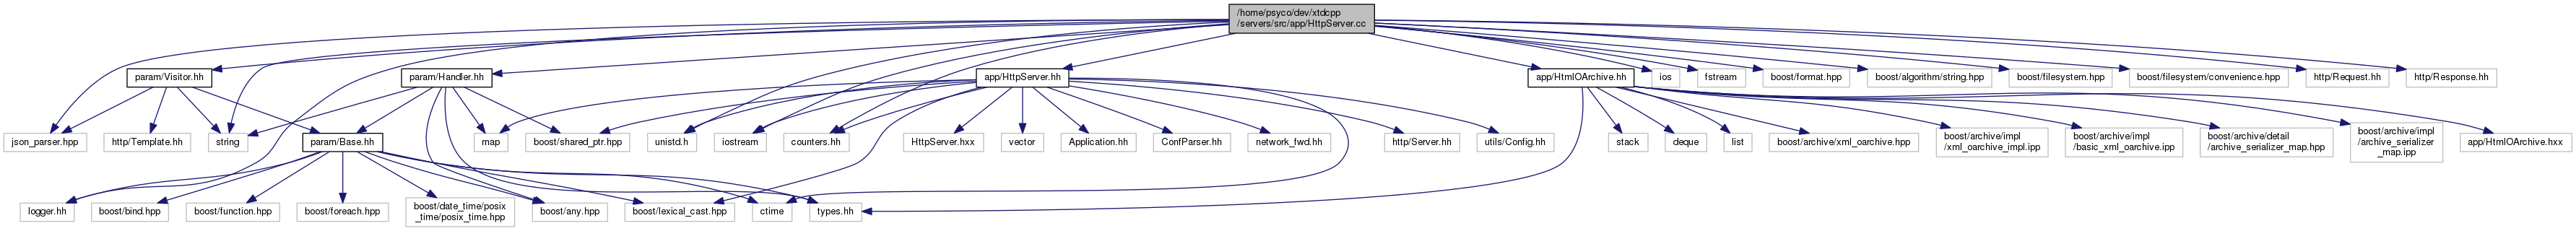 /home/psyco/dev/xtdcpp
/servers/src/app/HttpServer.cc
param/Visitor.hh
param/Handler.hh
app/HttpServer.hh
app/HtmlOArchive.hh
ios
fstream
boost/format.hpp
boost/algorithm/string.hpp
boost/filesystem.hpp
boost/filesystem/convenience.hpp
http/Request.hh
http/Response.hh
json_parser.hpp
http/Template.hh
string
param/Base.hh
map
boost/shared_ptr.hpp
unistd.h
iostream
counters.hh
HttpServer.hxx
vector
Application.hh
ConfParser.hh
network_fwd.hh
http/Server.hh
utils/Config.hh
stack
deque
list
boost/archive/xml_oarchive.hpp
boost/archive/impl
/xml_oarchive_impl.ipp
boost/archive/impl
/basic_xml_oarchive.ipp
boost/archive/detail
/archive_serializer_map.hpp
boost/archive/impl
/archive_serializer
_map.ipp
app/HtmlOArchive.hxx
logger.hh
boost/bind.hpp
boost/function.hpp
boost/foreach.hpp
boost/date_time/posix
_time/posix_time.hpp
boost/any.hpp
boost/lexical_cast.hpp
ctime
types.hh